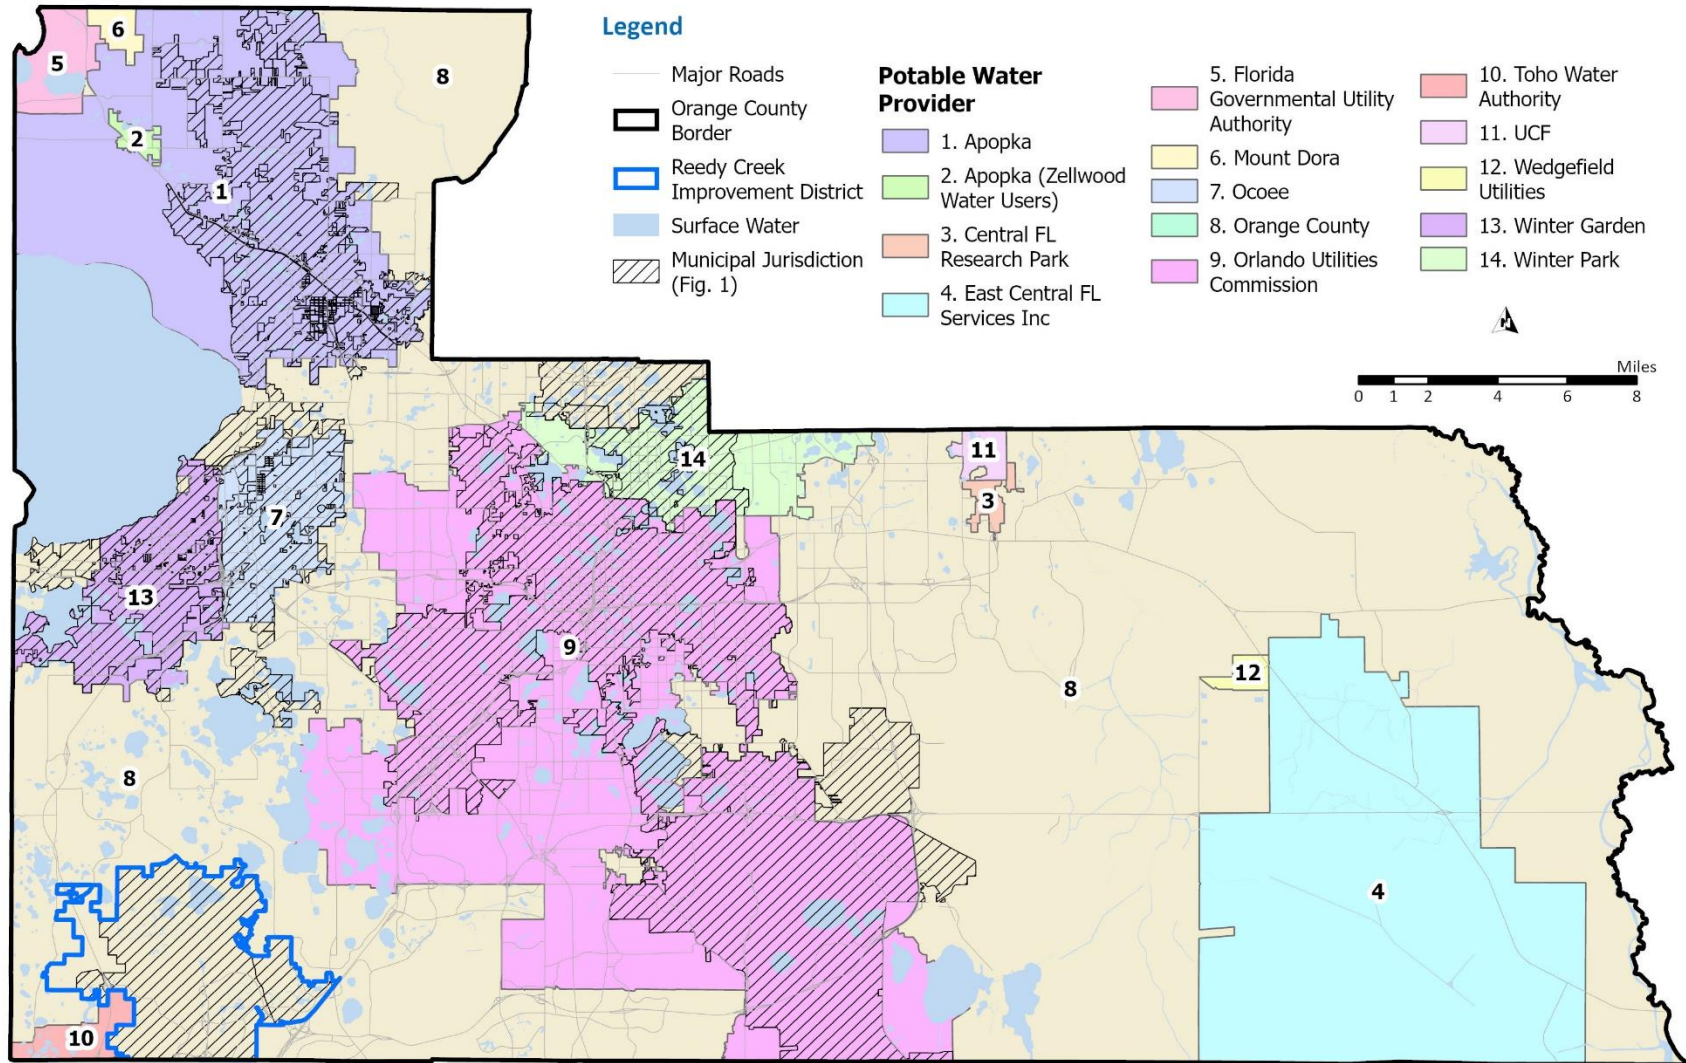 Legend
Major Roads
Orange County
Border
Reedy Creek
Improvement District
Surface Water
Municipal Jurisdiction
(Fig. 1)
Potable Water
Provider
1. Apopka
2. Apopka (Zellwood
Water Users)
3. Central FL
Research Park
4. East Central FL
Services Inc
5. Florida
Governmental Utility
Authority
6. Mount Dora
7. Ocoee
8. Orange County
9. Orlando Utilities
Commission
10. Toho Water
Authority
11. UCF
12. Wedgefield
Utilities
13. Winter Garden
14. Winter Park
N
Miles
0 1 2 4 6 8
6
5
8
2
1
14
11
3
7
13
9
12
8
8
4
10